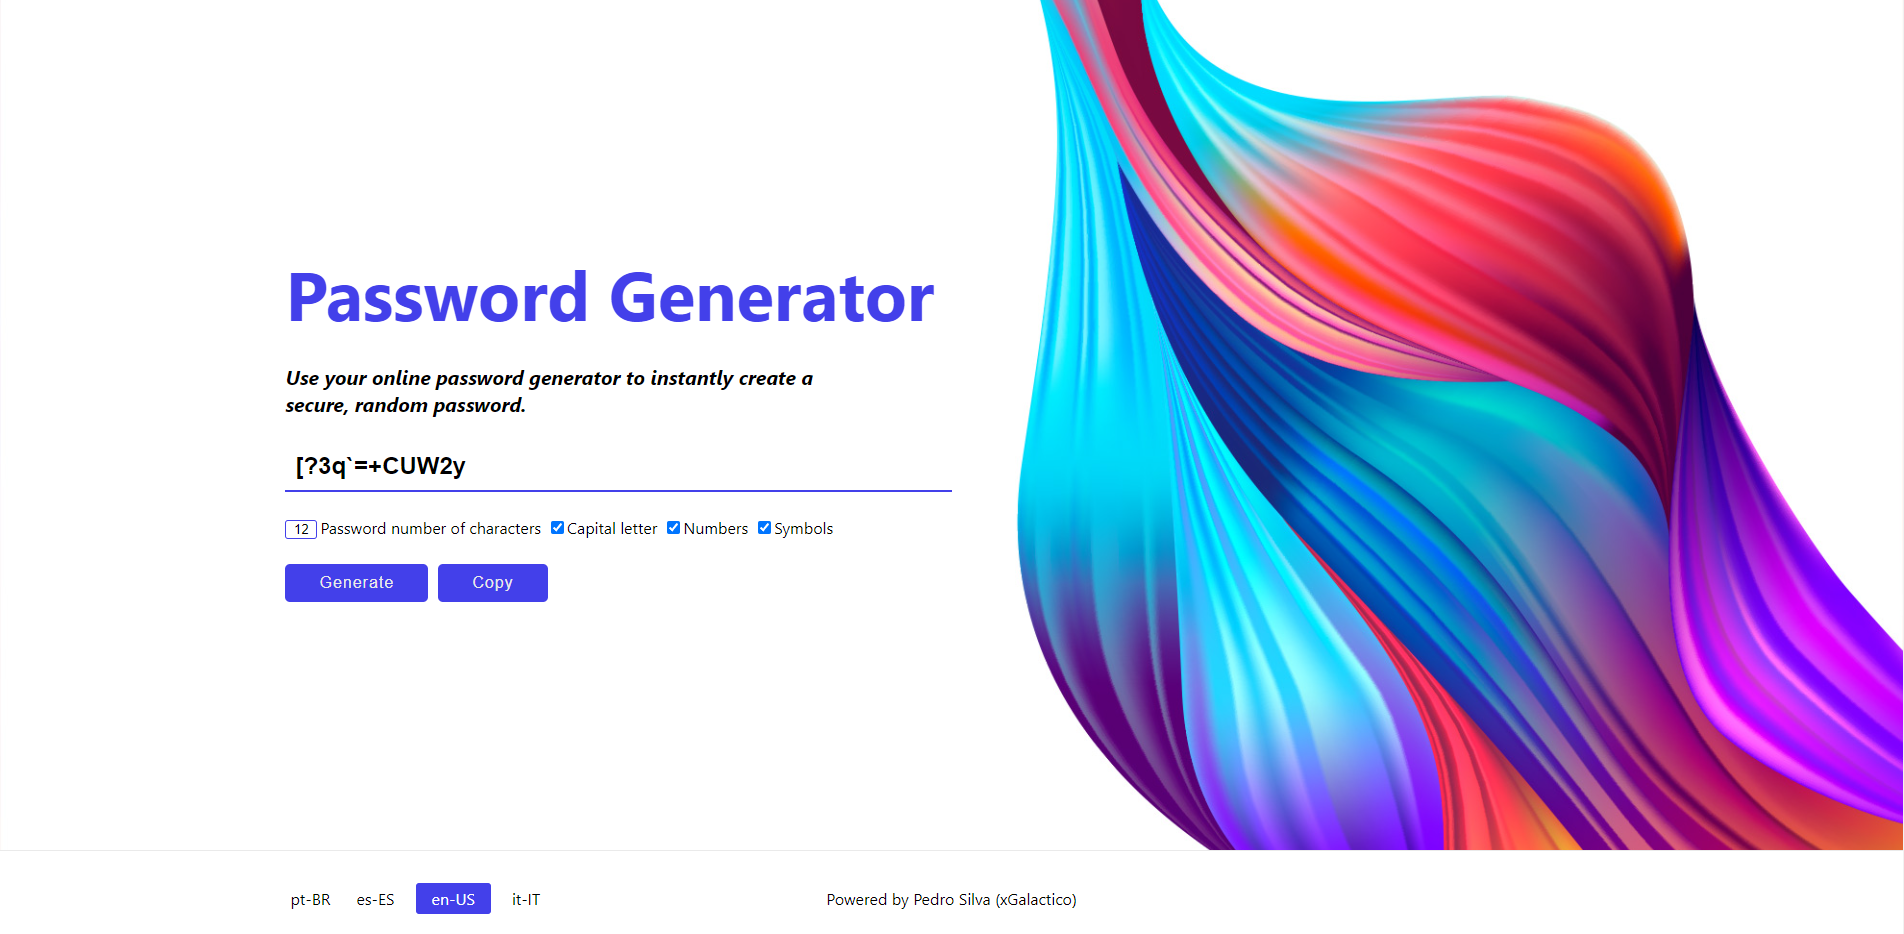 Password Generator
Use your online password generator to instantly create a
secure, random password.
[?3q`=+CUW2y
12 Password number of characters Capital letter Numbers Symbols
Generate Copy
pt-BR es-ES en-US it-IT Powered by Pedro Silva (xGalactico)